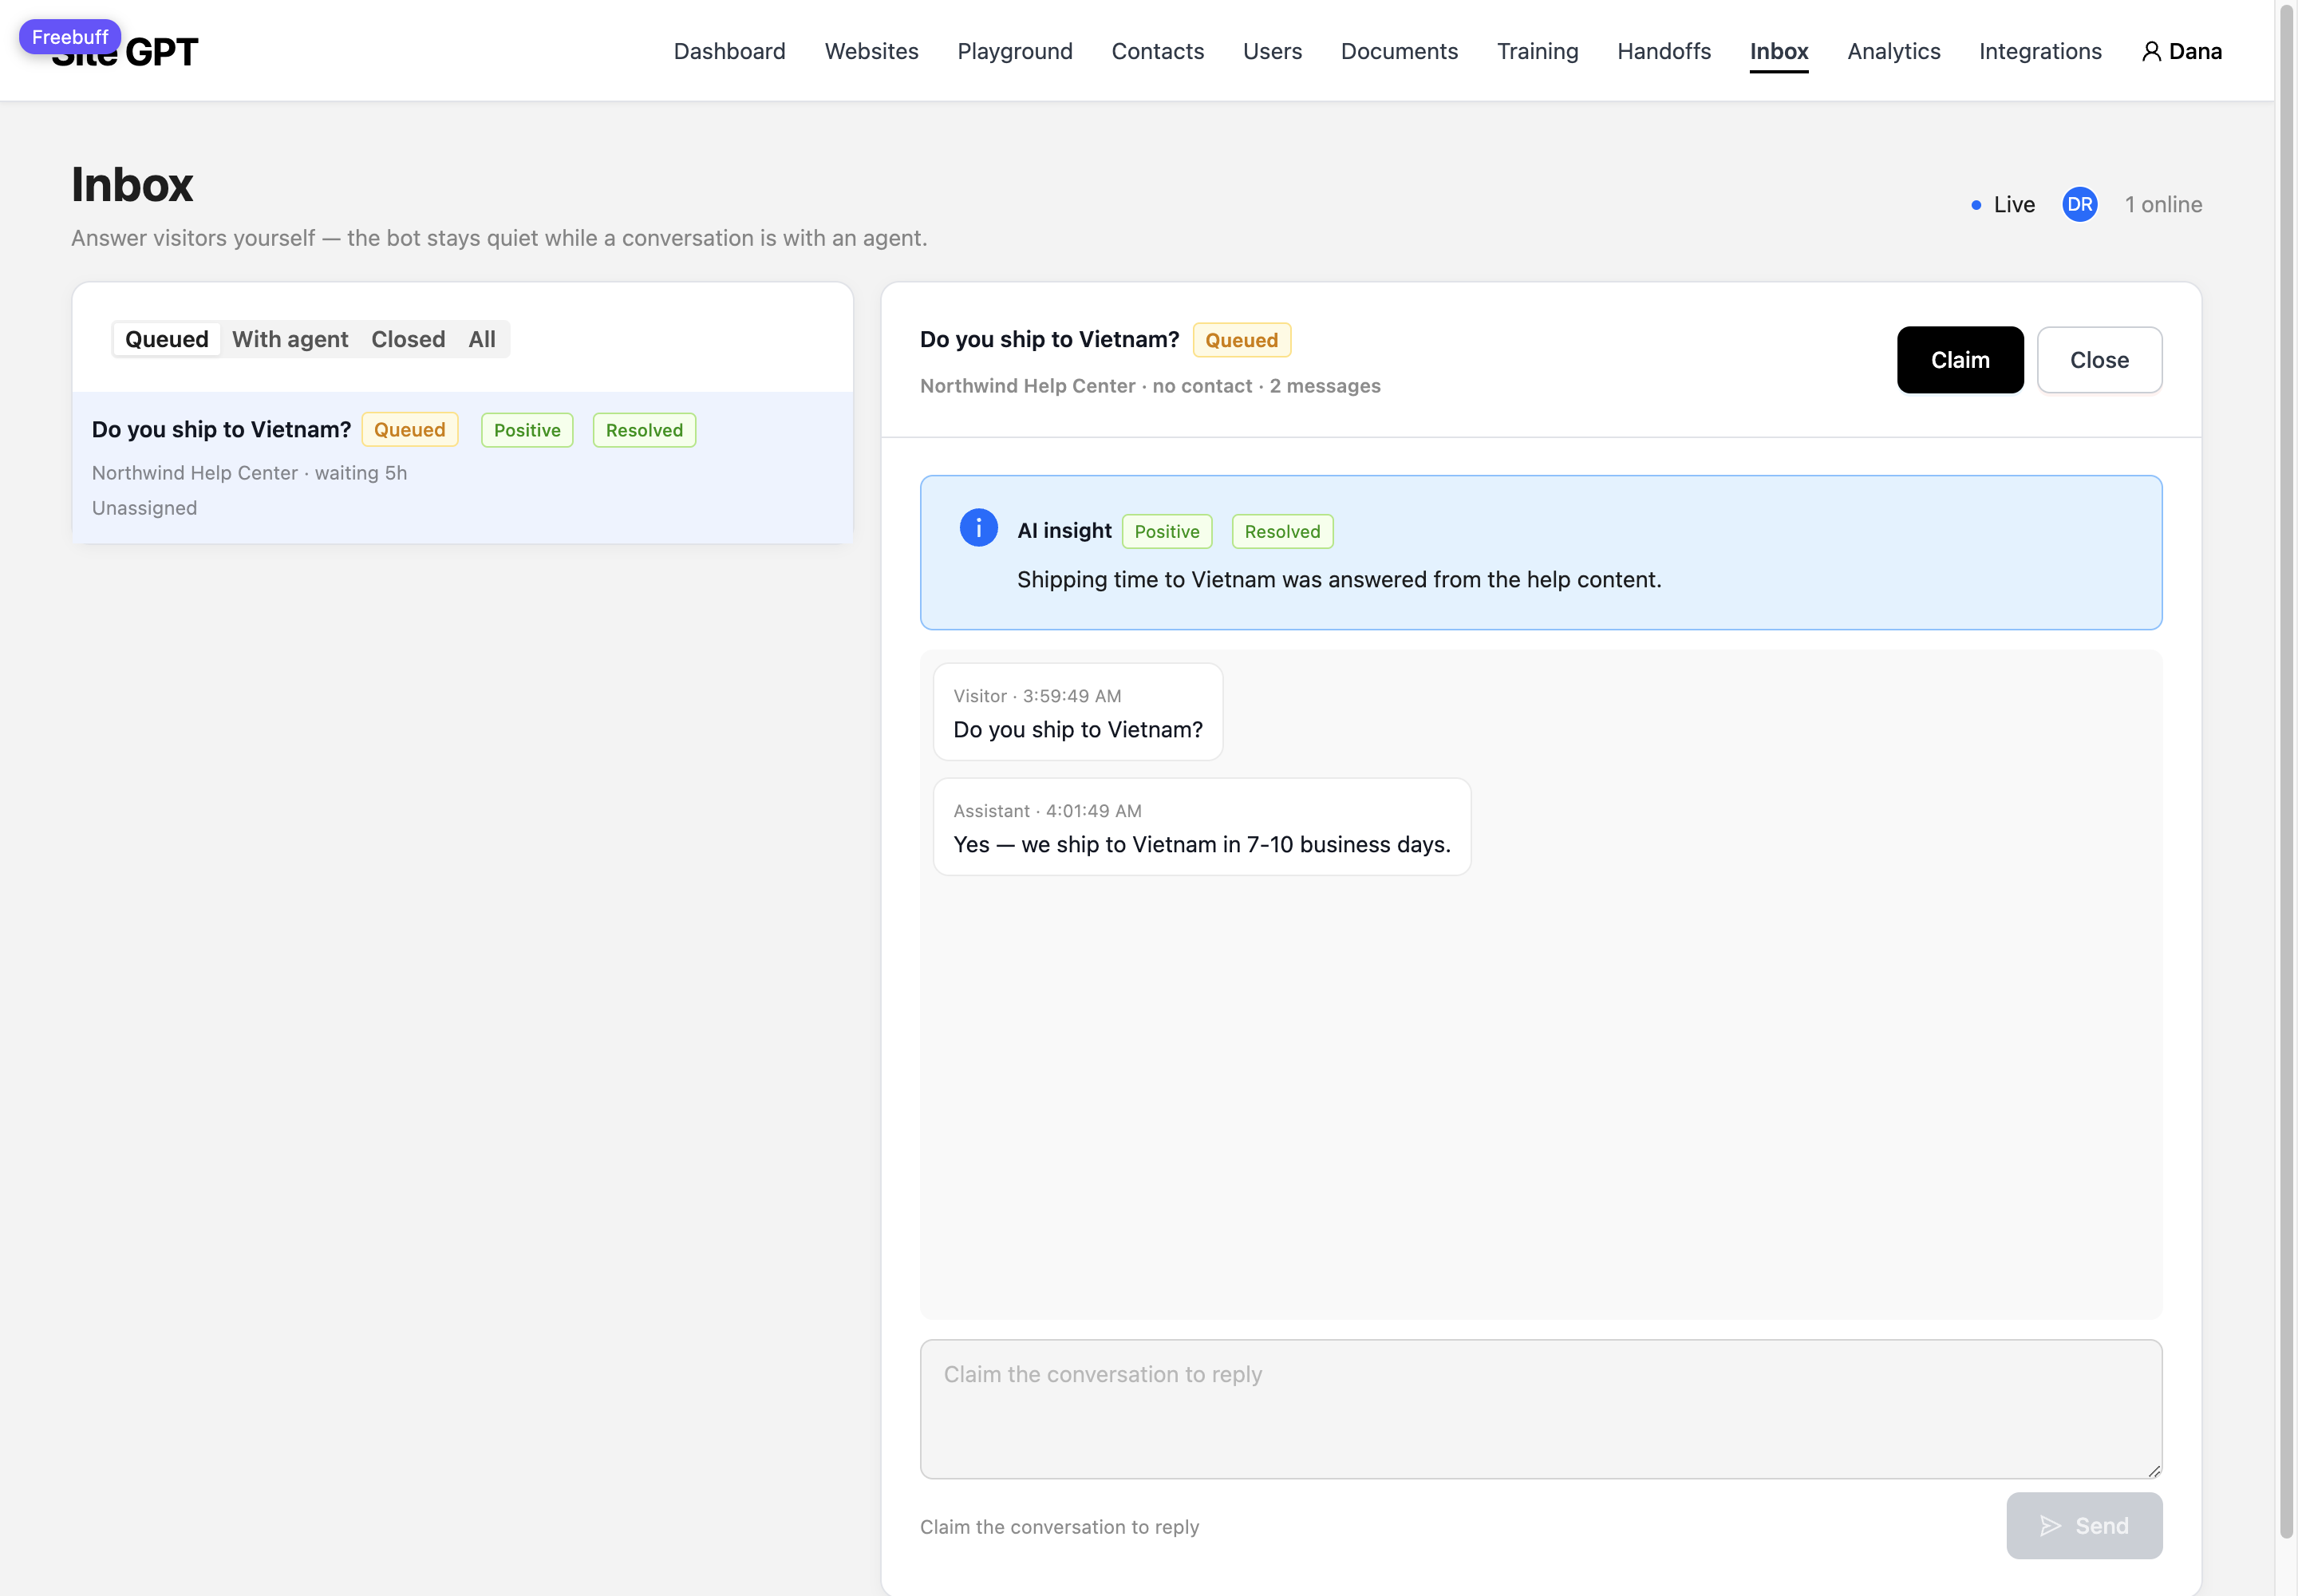 Freebuff
Site GPT
Dashboard Websites Playground Contacts Users Documents Training Handoffs Inbox Analytics Integrations Dana
Inbox
Answer visitors yourself — the bot stays quiet while a conversation is with an agent.
Live DR 1 online
Queued With agent Closed All
Do you ship to Vietnam? Queued Positive Resolved
Northwind Help Center · waiting 5h
Unassigned
Do you ship to Vietnam? Queued
Northwind Help Center · no contact · 2 messages
Claim Close
AI insight Positive Resolved
Shipping time to Vietnam was answered from the help content.
Visitor · 3:59:49 AM
Do you ship to Vietnam?
Assistant · 4:01:49 AM
Yes — we ship to Vietnam in 7-10 business days.
Claim the conversation to reply
Claim the conversation to reply
Send